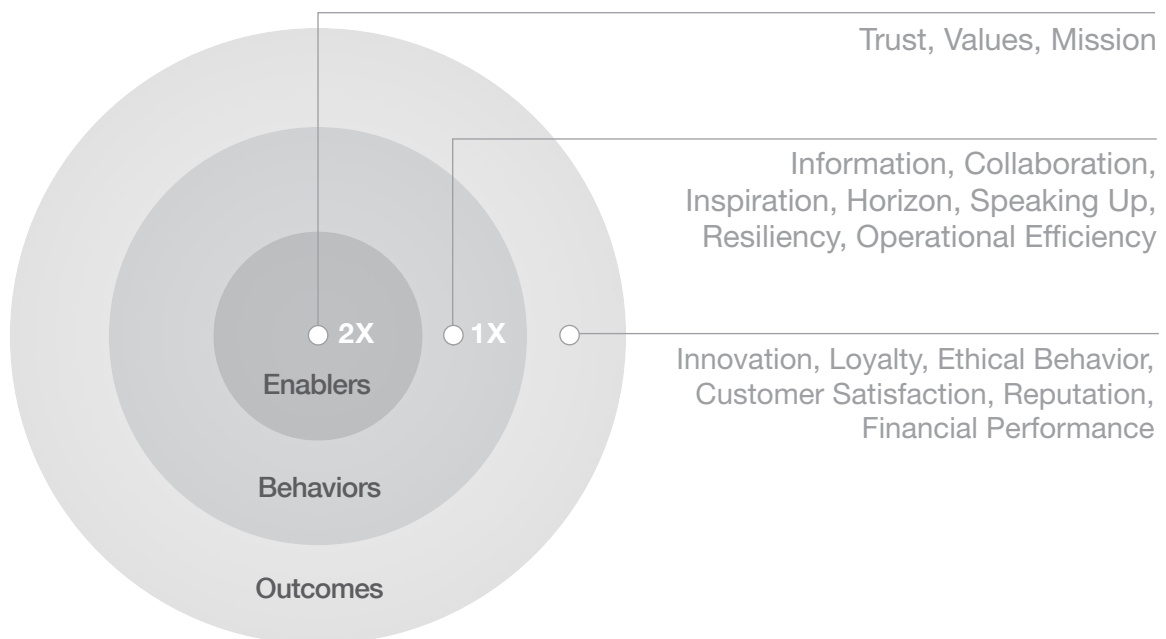 Trust, Values, Mission
Information, Collaboration,
Inspiration, Horizon, Speaking Up,
Resiliency, Operational Efficiency
2X
1X
Innovation, Loyalty, Ethical Behavior,
Customer Satisfaction, Reputation,
Financial Performance
Enablers
Behaviors
Outcomes